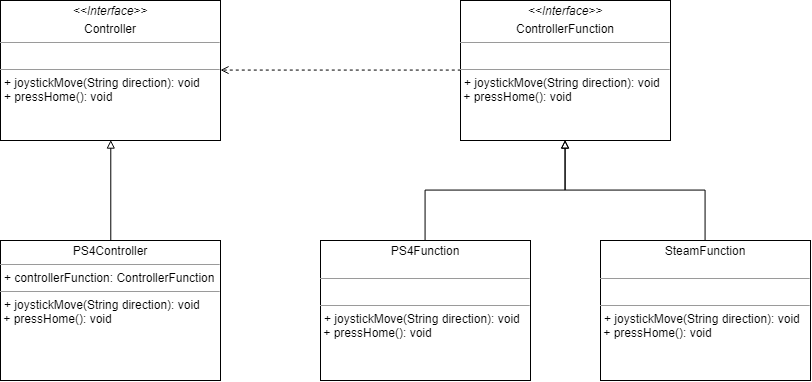 <<Interface>>
Controller
+ joystickMove(String direction): void
+ pressHome(): void
<<Interface>>
ControllerFunction
+ joystickMove(String direction): void
+ pressHome(): void
PS4Controller
+ controllerFunction: ControllerFunction
+ joystickMove(String direction): void
+ pressHome(): void
PS4Function
+ joystickMove(String direction): void
+ pressHome(): void
SteamFunction
+ joystickMove(String direction): void
+ pressHome(): void